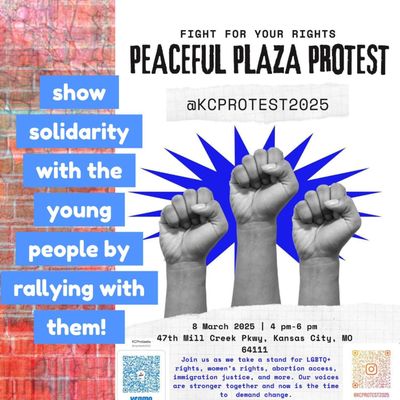 FIGHT FOR YOUR RIGHTS
PEACEFUL PLAZA PROTEST
@KCPROTEST2025
show
solidarity
with the
young
people by
rallying with
them!
8 March 2025 | 4 pm-6 pm
47th Mill Creek Pkwy, Kansas City, MO
64111
Join us as we take a stand for LGBTQ+
rights, women's rights, abortion access,
immigration justice, and more. Our voices
are stronger together and now is the time
to demand change.
KCProtests
venmo
@KCPROTEST2025